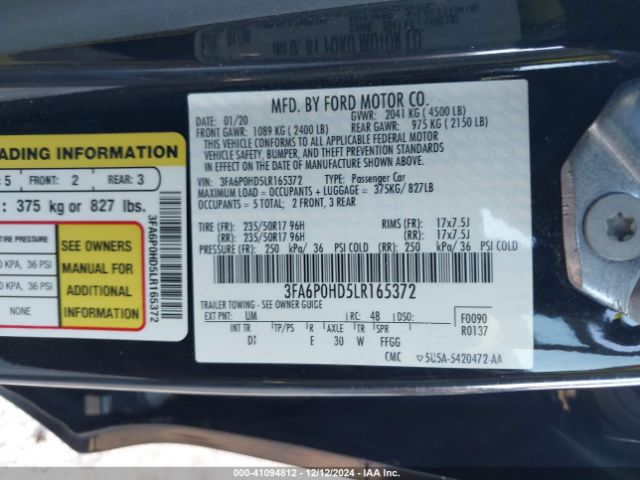 MFD. BY FORD MOTOR CO.
DATE: 01/20 GVWR: 2041 KG (4500 LB)
FRONT GAWR: 1089 KG (2400 LB) REAR GAWR: 975 KG (2150 LB)
THIS VEHICLE CONFORMS TO ALL APPLICABLE FEDERAL MOTOR
VEHICLE SAFETY, BUMPER, AND THEFT PREVENTION STANDARDS
IN EFFECT ON THE DATE OF MANUFACTURE SHOWN ABOVE.
VIN: 3FA6P0HD5LR165372 TYPE: Passenger Car
MAXIMUM LOAD = OCCUPANTS + LUGGAGE = 375KG/ 827LB
OCCUPANTS = 5 TOTAL; 2 FRONT, 3 REAR
TIRE (FR): 235/50R17 96H RIMS (FR): 17x7.5J
(RR): 235/50R17 96H (RR): 17x7.5J
PRESSURE (FR): 250 kPa/ 36 PSI COLD (RR): 250 kPa/36 PSI COLD
3FA6P0HD5LR165372
TRAILER TOWING - SEE OWNER GUIDE
EXT PNT: UM RC: 48 DSO: F0090
R0137
INT TR TP/PS R AXLE TR SPR
DT E 30 W FFGG
CMC 5U5A-5420472-AA
ADING INFORMATION
: 5 FRONT: 2 REAR: 3
: 375 kg or 827 lbs.
TIRE PRESSURE
0 KPA, 36 PSI
0 KPA, 36 PSI
NONE
SEE OWNERS
MANUAL FOR
ADDITIONAL
INFORMATION
3FA6P0HD5LR165372
© IAA - 41094812 - 12/12/2024 - IAAI.COM